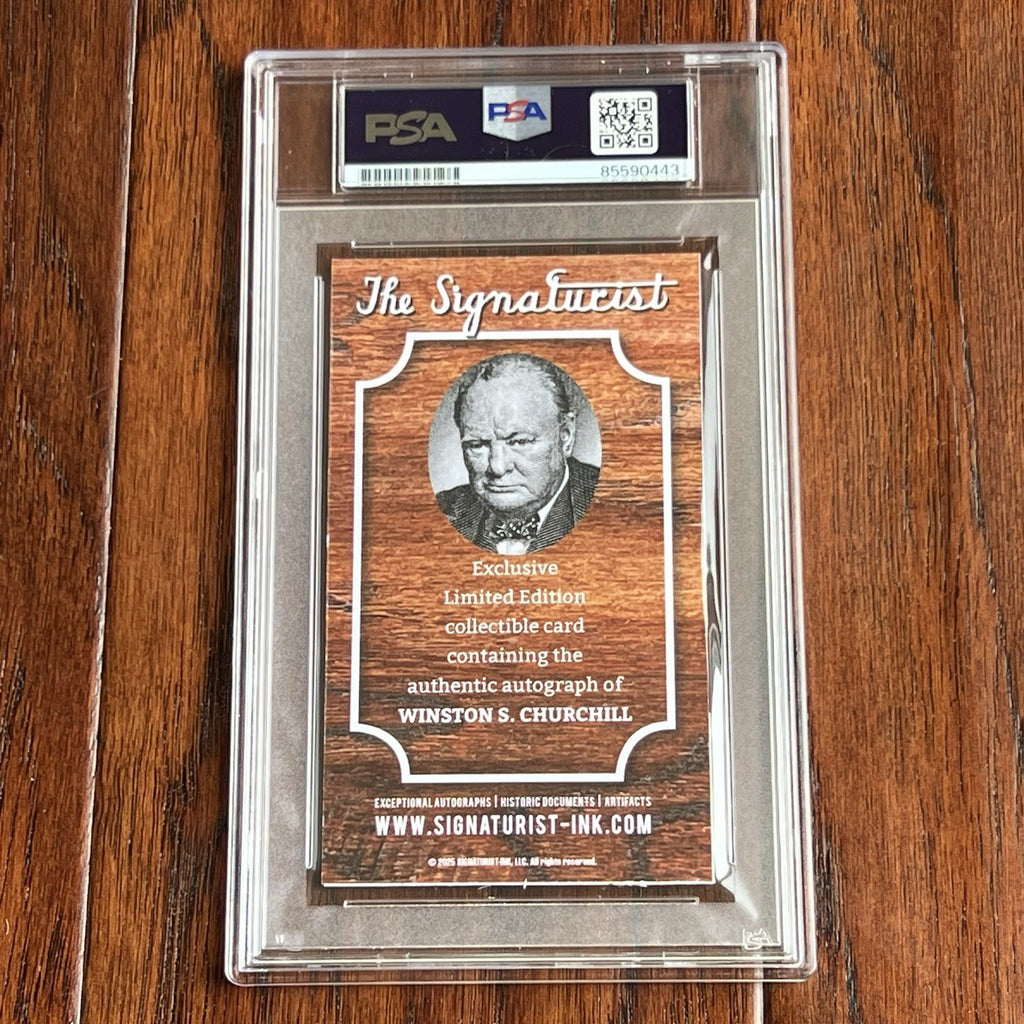 PSA
PSA
85590443
The Signaturist
Exclusive
Limited Edition
collectible card
containing the
authentic autograph of
WINSTON S. CHURCHILL
EXCEPTIONAL AUTOGRAPHS | HISTORIC DOCUMENTS | ARTIFACTS
WWW.SIGNATURIST-INK.COM
© 2025 SIGNATURIST-INK, LLC. All rights reserved.
PSA